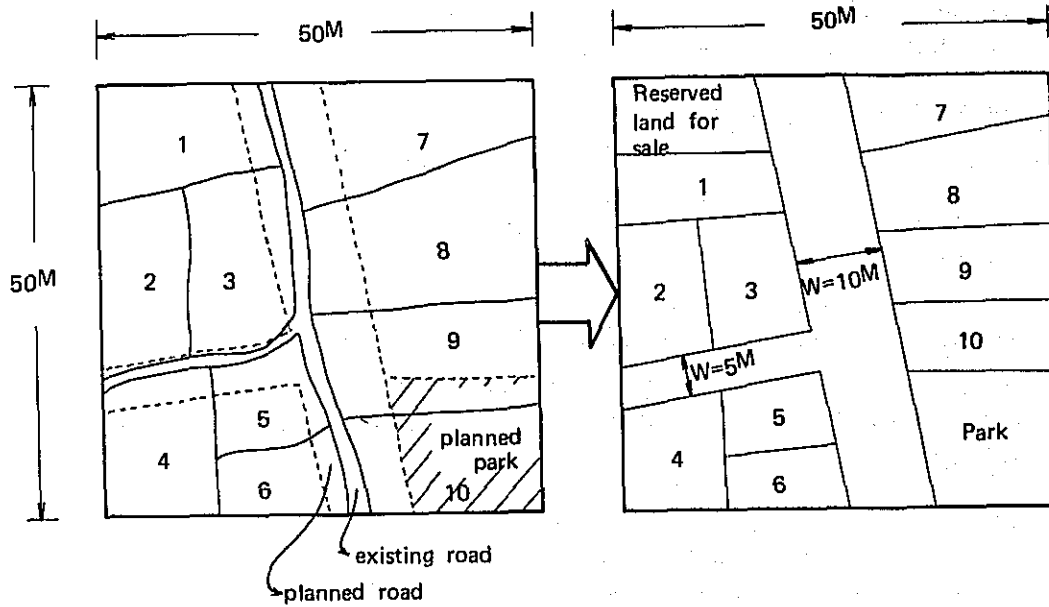 50M
50M
50M
1
7
2
3
8
9
5
planned
park
4
6
10
existing road
planned road
Reserved
land for
sale
7
1
8
2
3
W=10M
9
W=5M
10
5
4
6
Park